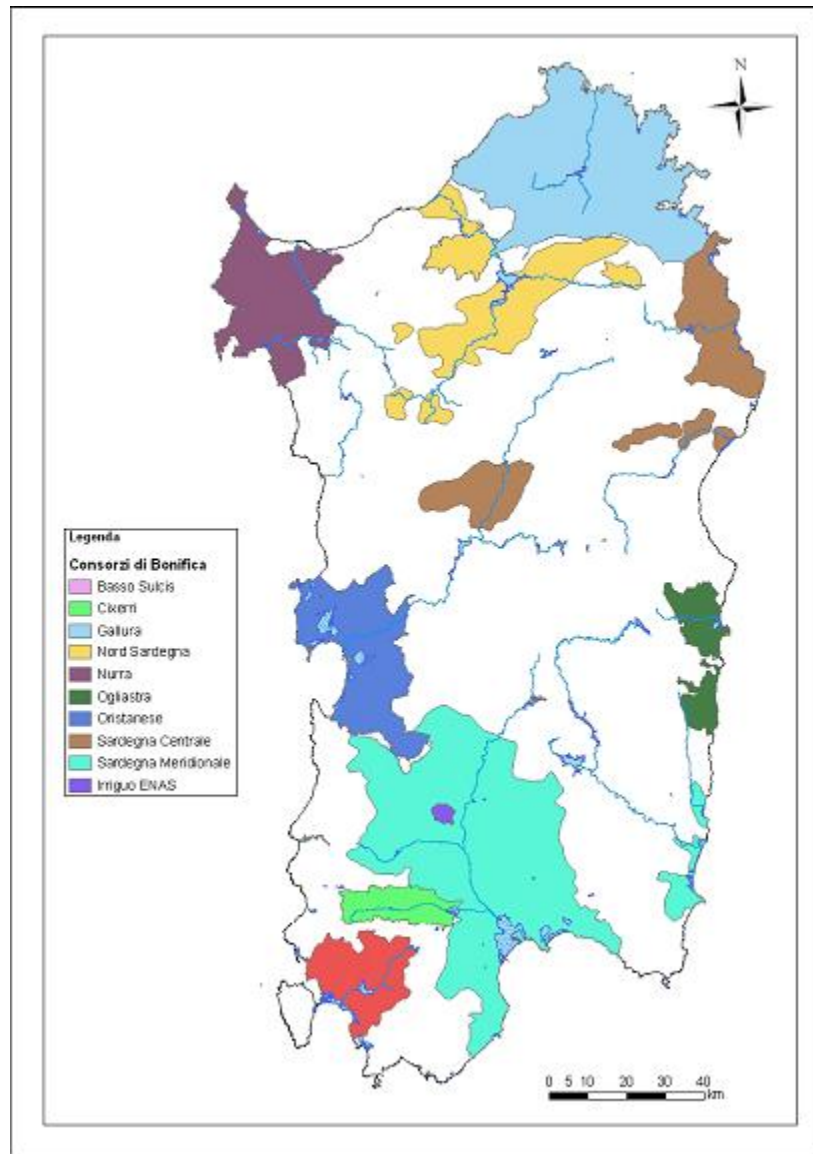 N
Legenda
Consorzi di Bonifica
Basso Sulcis
Cixerri
Gallura
Nord Sardegna
Nurra
Ogliastra
Oristanese
Sardegna Centrale
Sardegna Meridionale
Irriguo ENAS
0 5 10 20 30 40
km